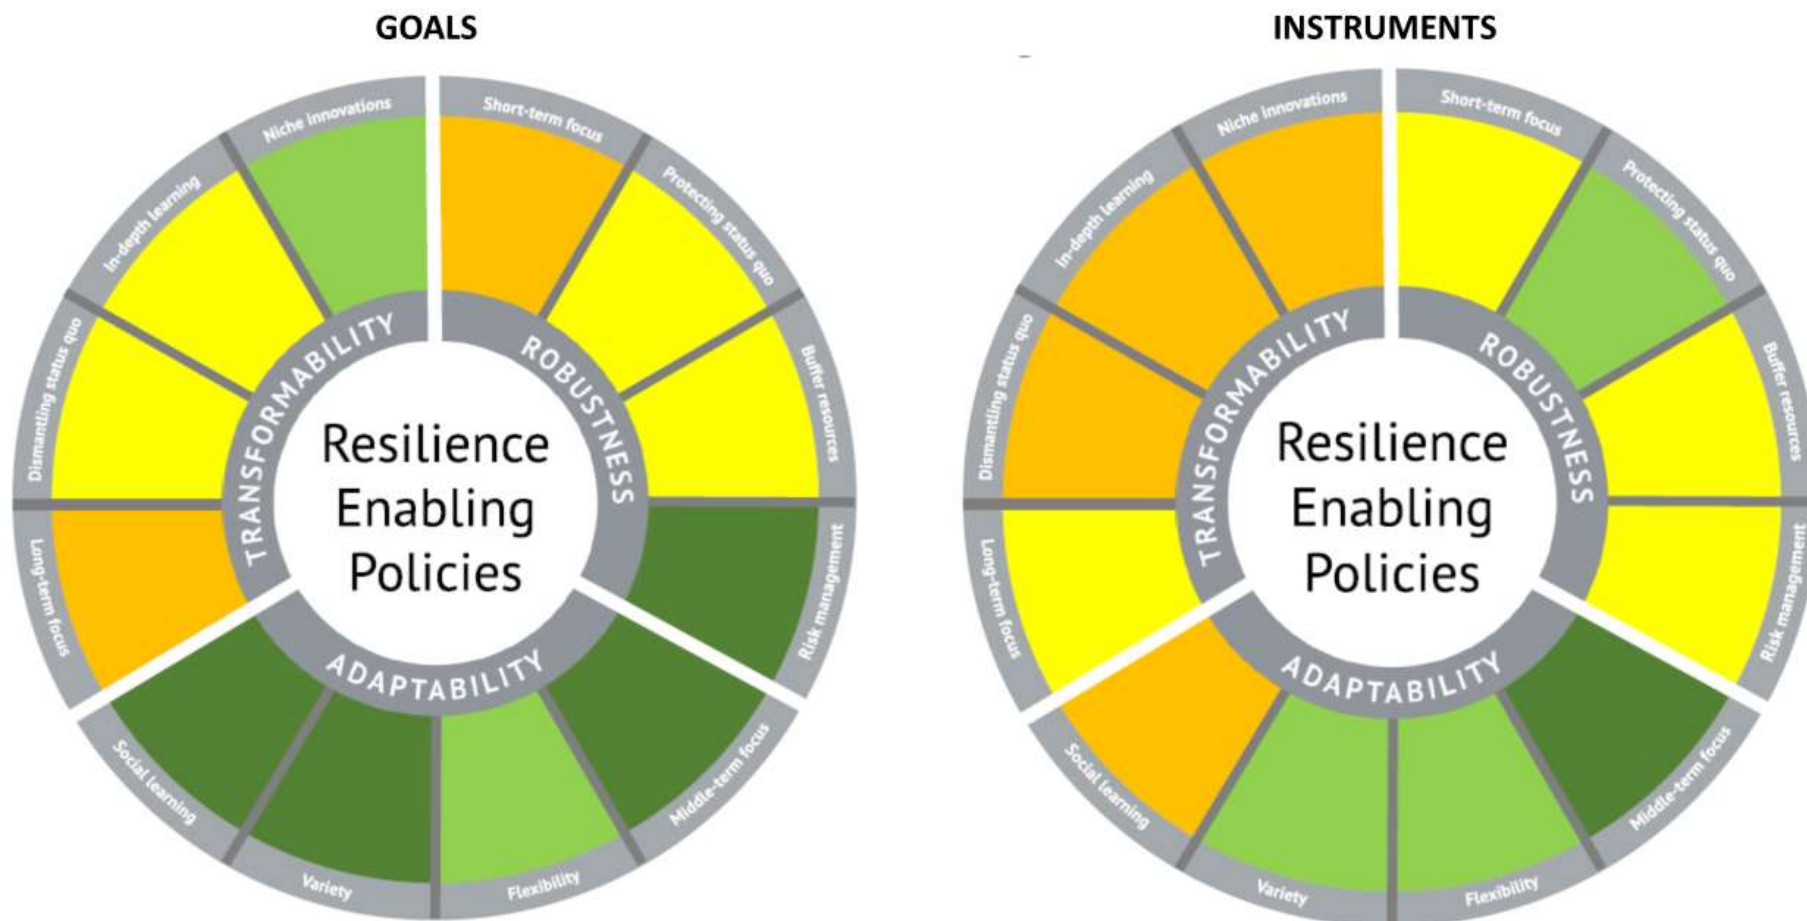 GOALS
Niche innovations
Short-term focus
Protecting status quo
Buffer resources
Risk management
Middle-term focus
Flexibility
Variety
Social learning
Long-term focus
Dismantling status quo
In-depth learning
TRANSFORMABILITY
ROBUSTNESS
ADAPTABILITY
Resilience
Enabling
Policies
INSTRUMENTS
Niche innovations
Short-term focus
Protecting status quo
Buffer resources
Risk management
Middle-term focus
Flexibility
Variety
Social learning
Long-term focus
Dismantling status quo
In-depth learning
TRANSFORMABILITY
ROBUSTNESS
ADAPTABILITY
Resilience
Enabling
Policies